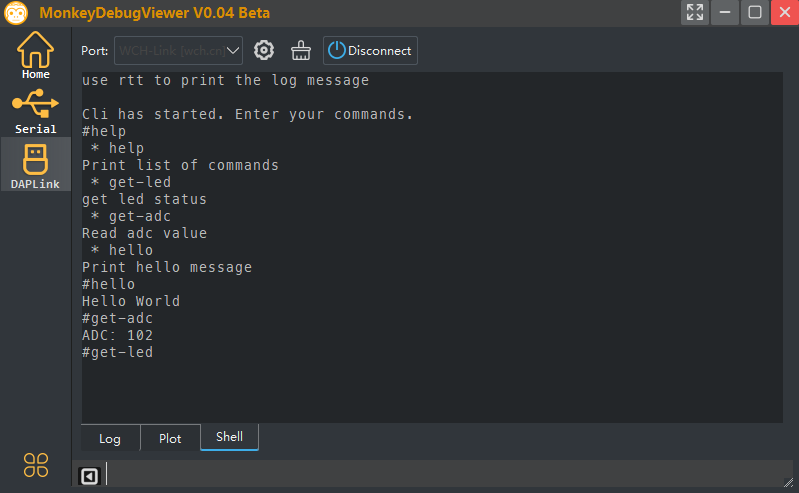 MonkeyDebugViewer V0.04 Beta
Home
Serial
DAPLink
Port: WCH-Link [wch.cn] Disconnect
use rtt to print the log message
Cli has started. Enter your commands.
#help
* help
Print list of commands
* get-led
get led status
* get-adc
Read adc value
* hello
Print hello message
#hello
Hello World
#get-adc
ADC: 102
#get-led
Log Plot Shell